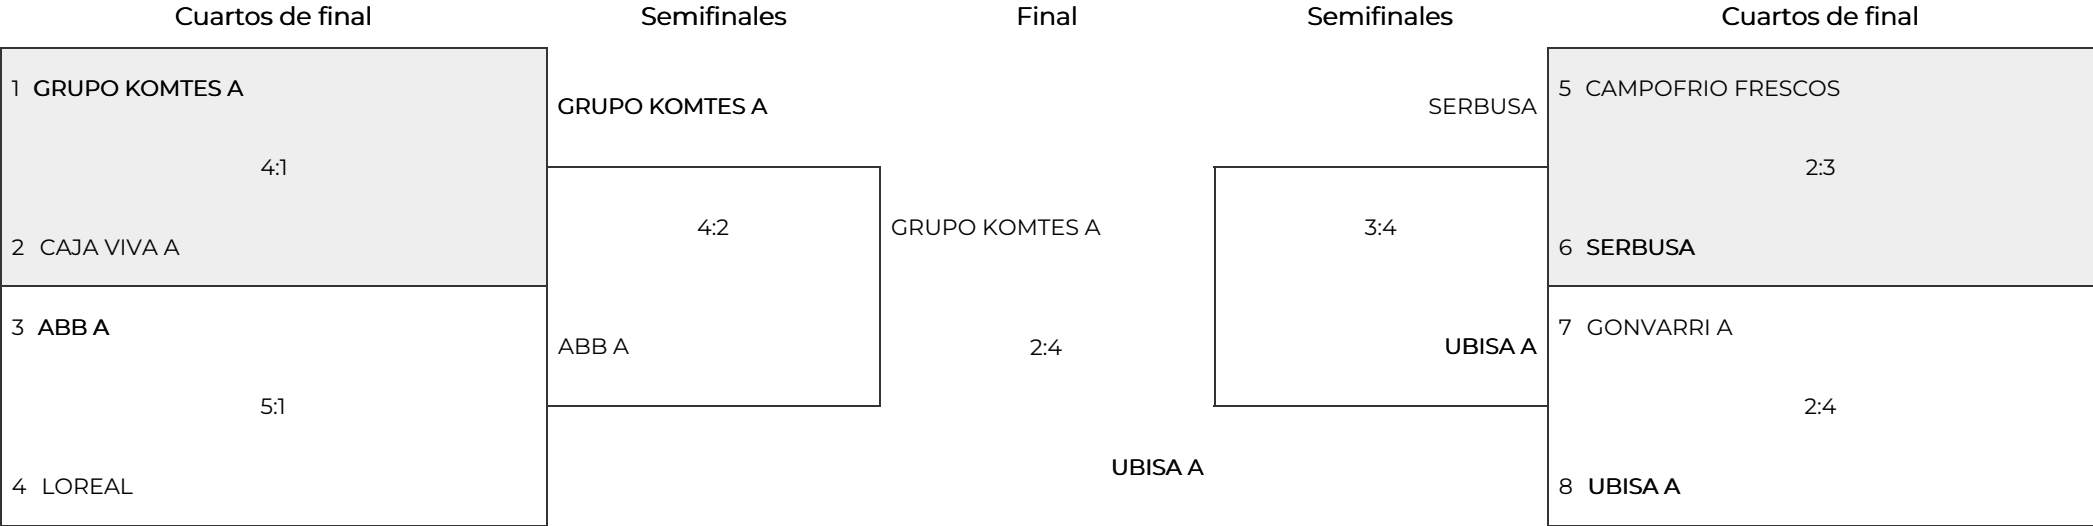 Cuartos de final
Semifinales
Final
Semifinales
Cuartos de final
1 GRUPO KOMTES A
4:1
2 CAJA VIVA A
3 ABB A
5:1
4 LOREAL
GRUPO KOMTES A
4:2
ABB A
GRUPO KOMTES A
2:4
UBISA A
SERBUSA
3:4
UBISA A
5 CAMPOFRIO FRESCOS
2:3
6 SERBUSA
7 GONVARRI A
2:4
8 UBISA A